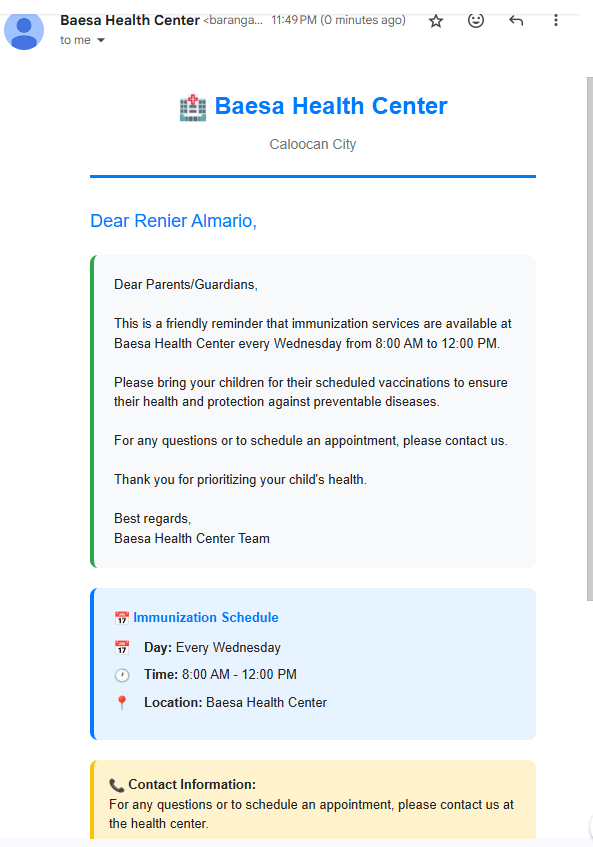 Baesa Health Center <baranga... 11:49 PM (0 minutes ago)
to me
Baesa Health Center
Caloocan City
Dear Renier Almario,
Dear Parents/Guardians,
This is a friendly reminder that immunization services are available at
Baesa Health Center every Wednesday from 8:00 AM to 12:00 PM.
Please bring your children for their scheduled vaccinations to ensure
their health and protection against preventable diseases.
For any questions or to schedule an appointment, please contact us.
Thank you for prioritizing your child's health.
Best regards,
Baesa Health Center Team
Immunization Schedule
Day: Every Wednesday
Time: 8:00 AM - 12:00 PM
Location: Baesa Health Center
Contact Information:
For any questions or to schedule an appointment, please contact us at
the health center.